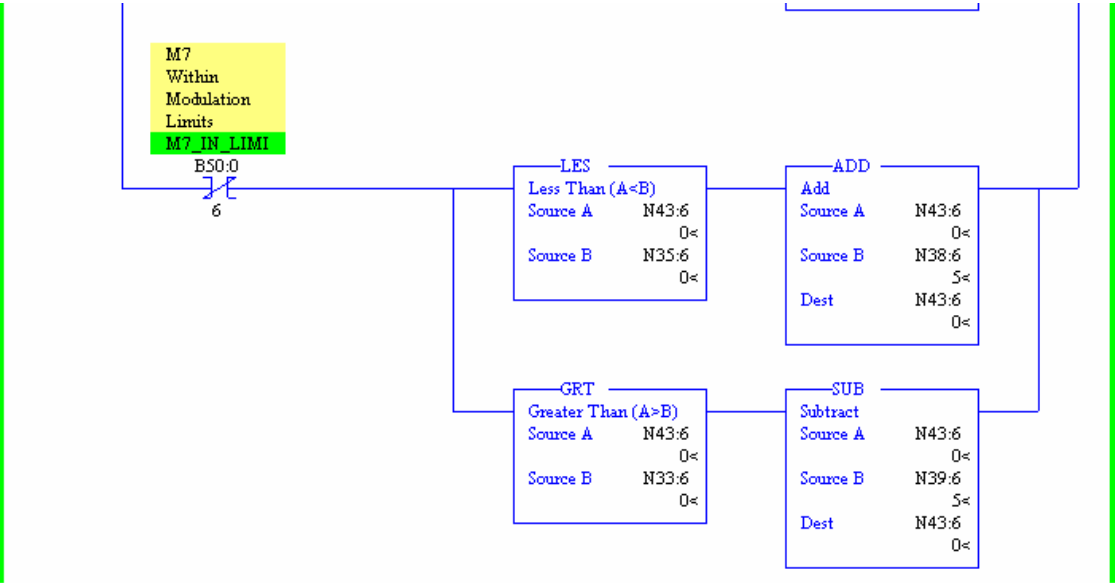 M7
Within
Modulation
Limits
M7_IN_LIMI
B50:0
6
LES
Less Than (A<B)
Source A N43:6
0<
Source B N35:6
0<
ADD
Add
Source A N43:6
0<
Source B N38:6
5<
Dest N43:6
0<
GRT
Greater Than (A>B)
Source A N43:6
0<
Source B N33:6
0<
SUB
Subtract
Source A N43:6
0<
Source B N39:6
5<
Dest N43:6
0<